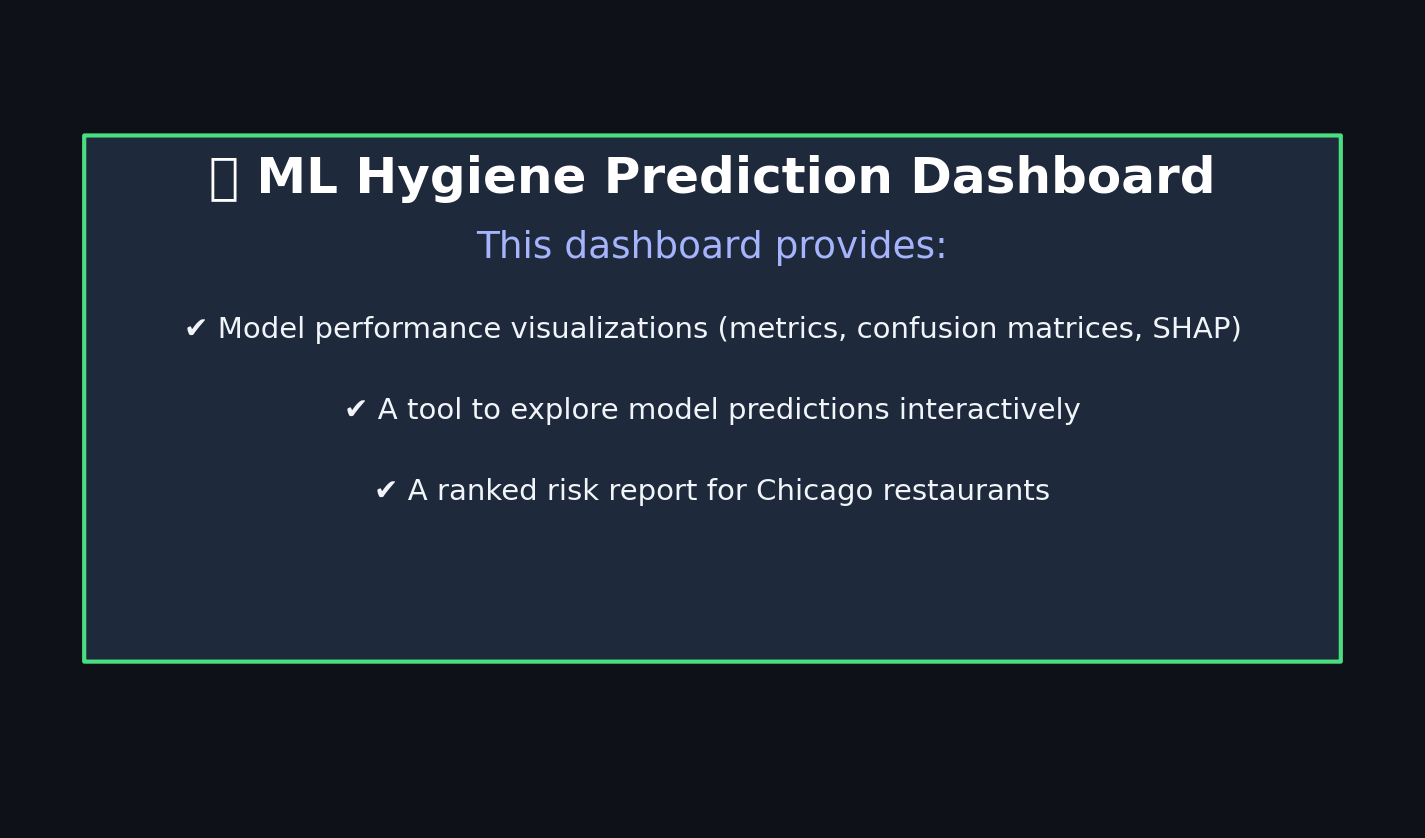 ML Hygiene Prediction Dashboard
This dashboard provides:
✔ Model performance visualizations (metrics, confusion matrices, SHAP)
✔ A tool to explore model predictions interactively
✔ A ranked risk report for Chicago restaurants